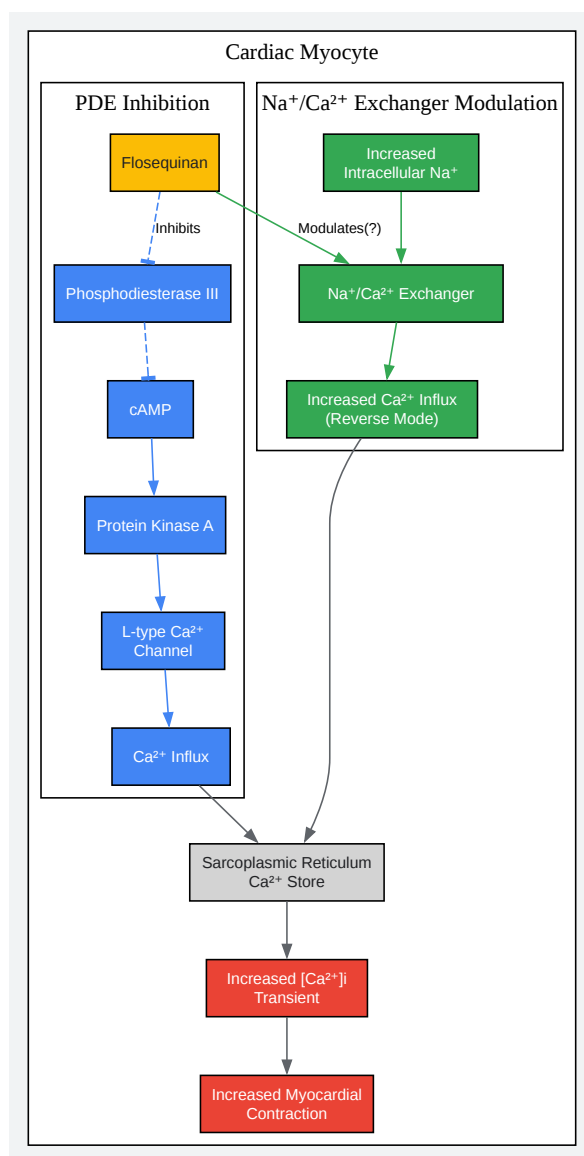 Cardiac Myocyte
PDE Inhibition
Na⁺/Ca²⁺ Exchanger Modulation
Flosequinan
Increased
Intracellular Na⁺
Inhibits
Modulates(?)
Phosphodiesterase III
Na⁺/Ca²⁺ Exchanger
cAMP
Increased Ca²⁺ Influx
(Reverse Mode)
Protein Kinase A
L-type Ca²⁺
Channel
Ca²⁺ Influx
Sarcoplasmic Reticulum
Ca²⁺ Store
Increased [Ca²⁺]i
Transient
Increased Myocardial
Contraction